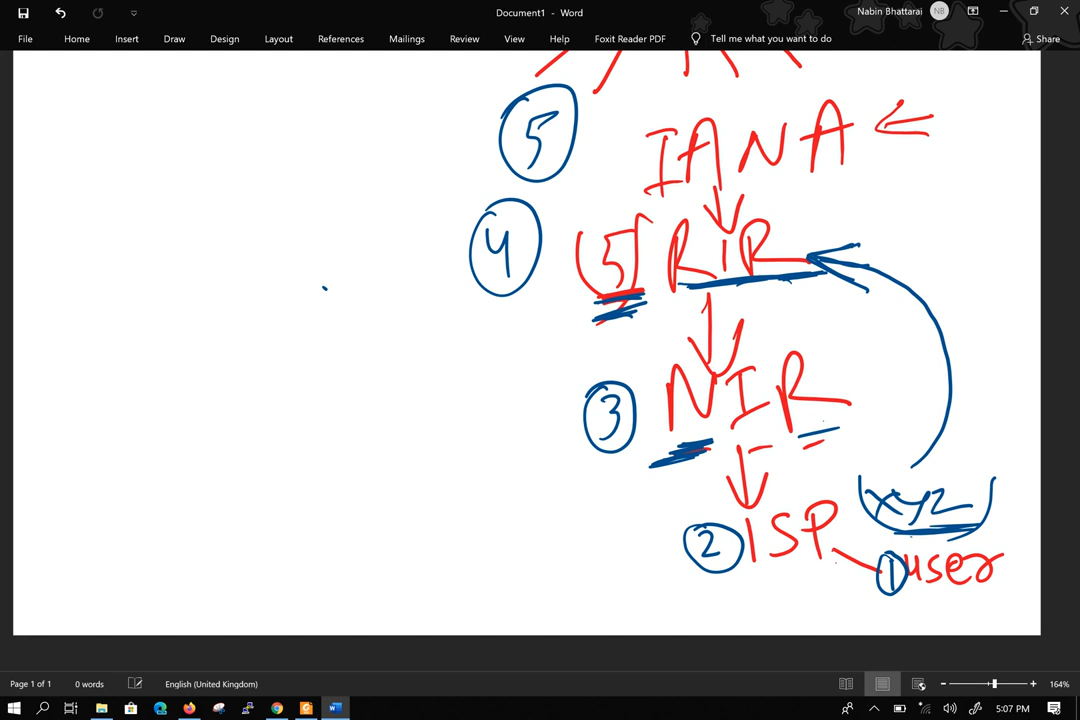 Document1 - Word
Nabin Bhattarai NB
File Home Insert Draw Design Layout References Mailings Review View Help Foxit Reader PDF Tell me what you want to do Share
5 IANA
4 (5) RIR
3 NIR
XYZ
2 ISP
1 user
Page 1 of 1 0 words English (United Kingdom) 164%
5:07 PM